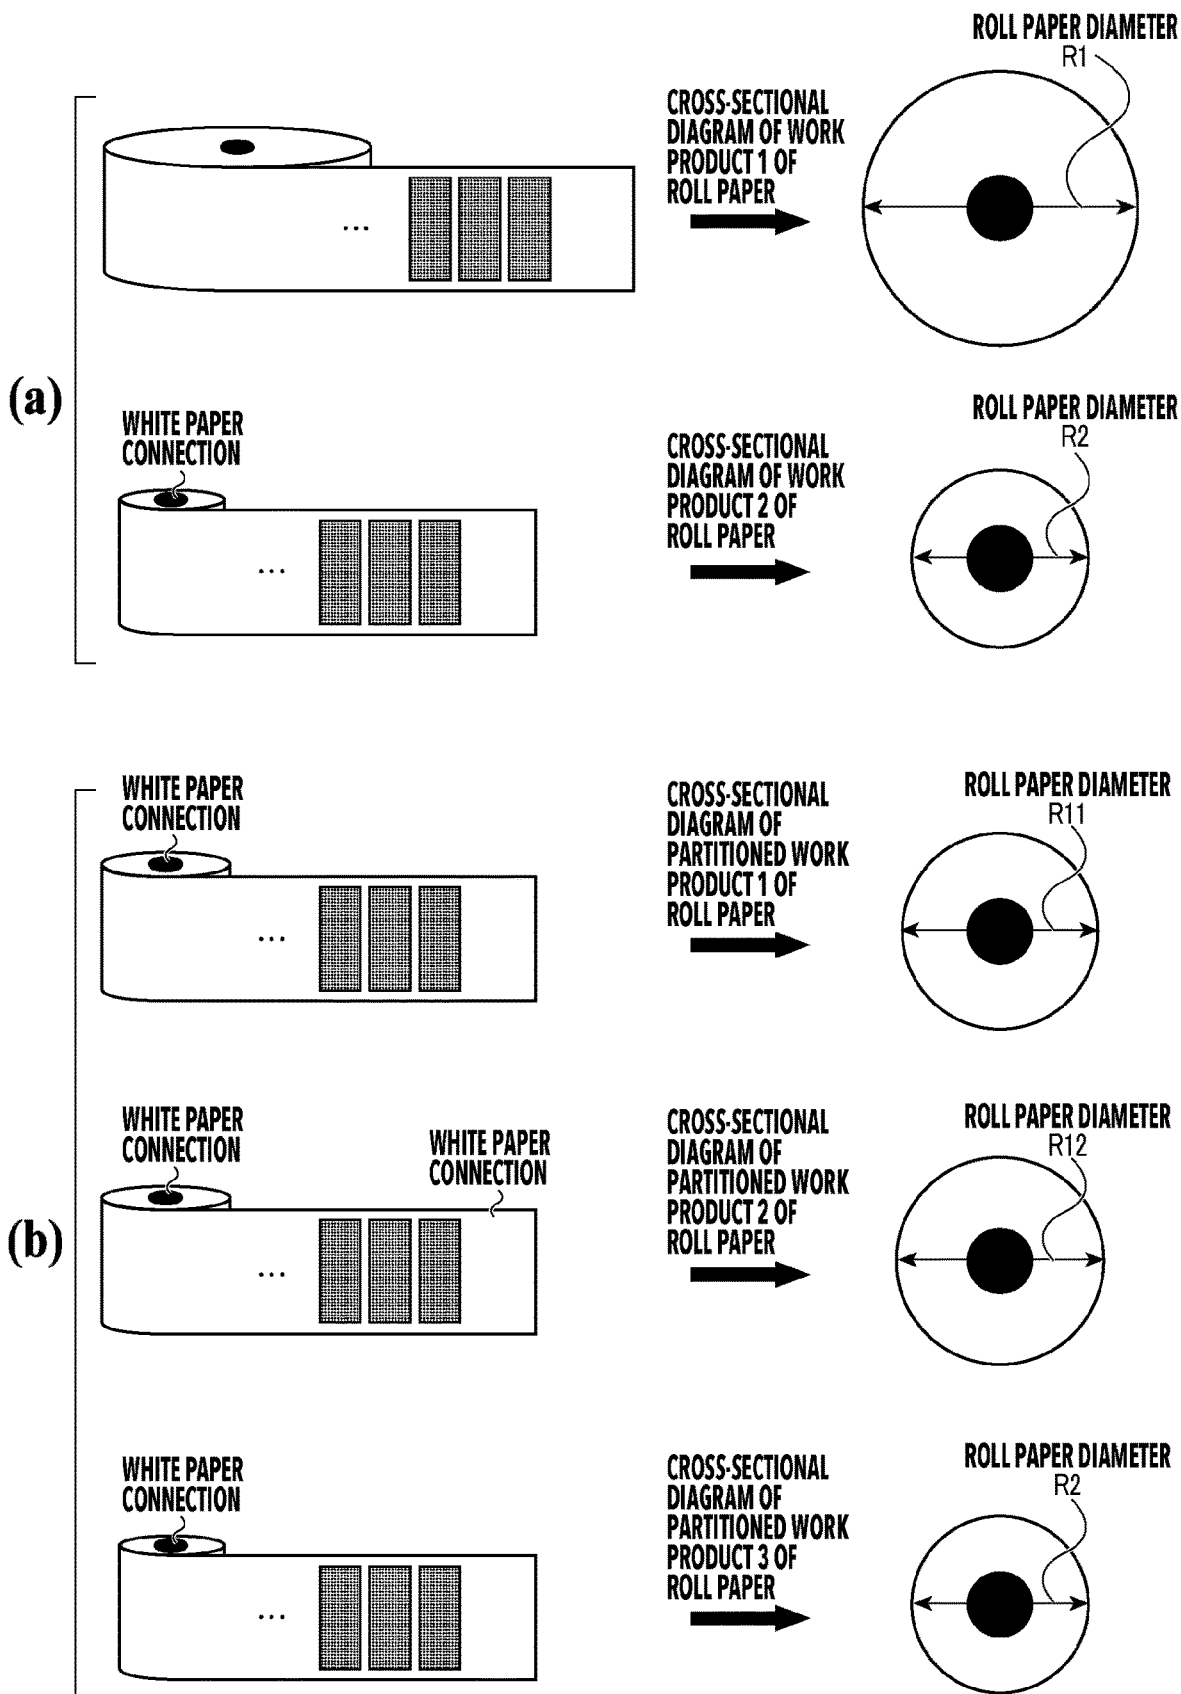 ROLL PAPER DIAMETER
R1
CROSS-SECTIONAL
DIAGRAM OF WORK
PRODUCT 1 OF
ROLL PAPER
...
(a)
ROLL PAPER DIAMETER
R2
WHITE PAPER
CONNECTION
CROSS-SECTIONAL
DIAGRAM OF WORK
PRODUCT 2 OF
ROLL PAPER
...
ROLL PAPER DIAMETER
R11
WHITE PAPER
CONNECTION
CROSS-SECTIONAL
DIAGRAM OF
PARTITIONED WORK
PRODUCT 1 OF
ROLL PAPER
...
ROLL PAPER DIAMETER
R12
WHITE PAPER
CONNECTION
WHITE PAPER
CONNECTION
CROSS-SECTIONAL
DIAGRAM OF
PARTITIONED WORK
PRODUCT 2 OF
ROLL PAPER
(b)
...
ROLL PAPER DIAMETER
R2
WHITE PAPER
CONNECTION
CROSS-SECTIONAL
DIAGRAM OF
PARTITIONED WORK
PRODUCT 3 OF
ROLL PAPER
...